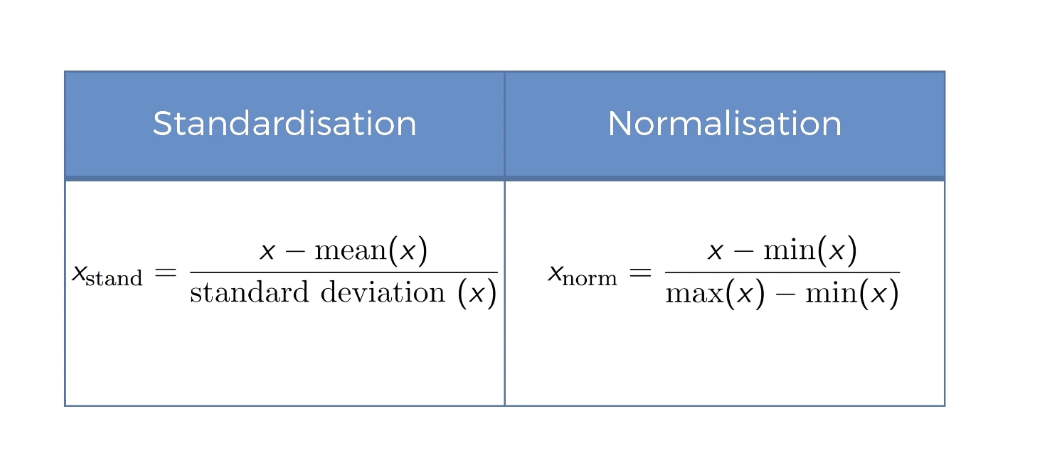 Standardisation
Normalisation
x_stand = (x − mean(x)) / (standard deviation (x))
x_norm = (x − min(x)) / (max(x) − min(x))